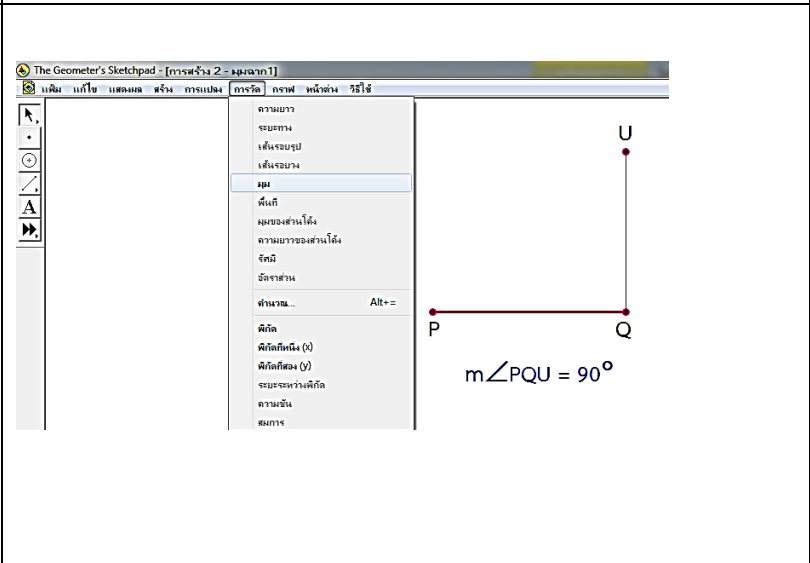 The Geometer's Sketchpad - [การสร้าง 2 - มุมฉาก1]
แฟ้ม แก้ไข แสดงผล สร้าง การแปลง การวัด กราฟ หน้าต่าง วิธีใช้
ความยาว
ระยะทาง
เส้นรอบรูป
เส้นรอบวง
มุม
พื้นที่
มุมของส่วนโค้ง
ความยาวของส่วนโค้ง
รัศมี
อัตราส่วน
คำนวณ... Alt+=
พิกัด
พิกัดที่หนึ่ง (x)
พิกัดที่สอง (y)
ระยะระหว่างพิกัด
ความชัน
สมการ
A
U
P
Q
m∠PQU = 90°